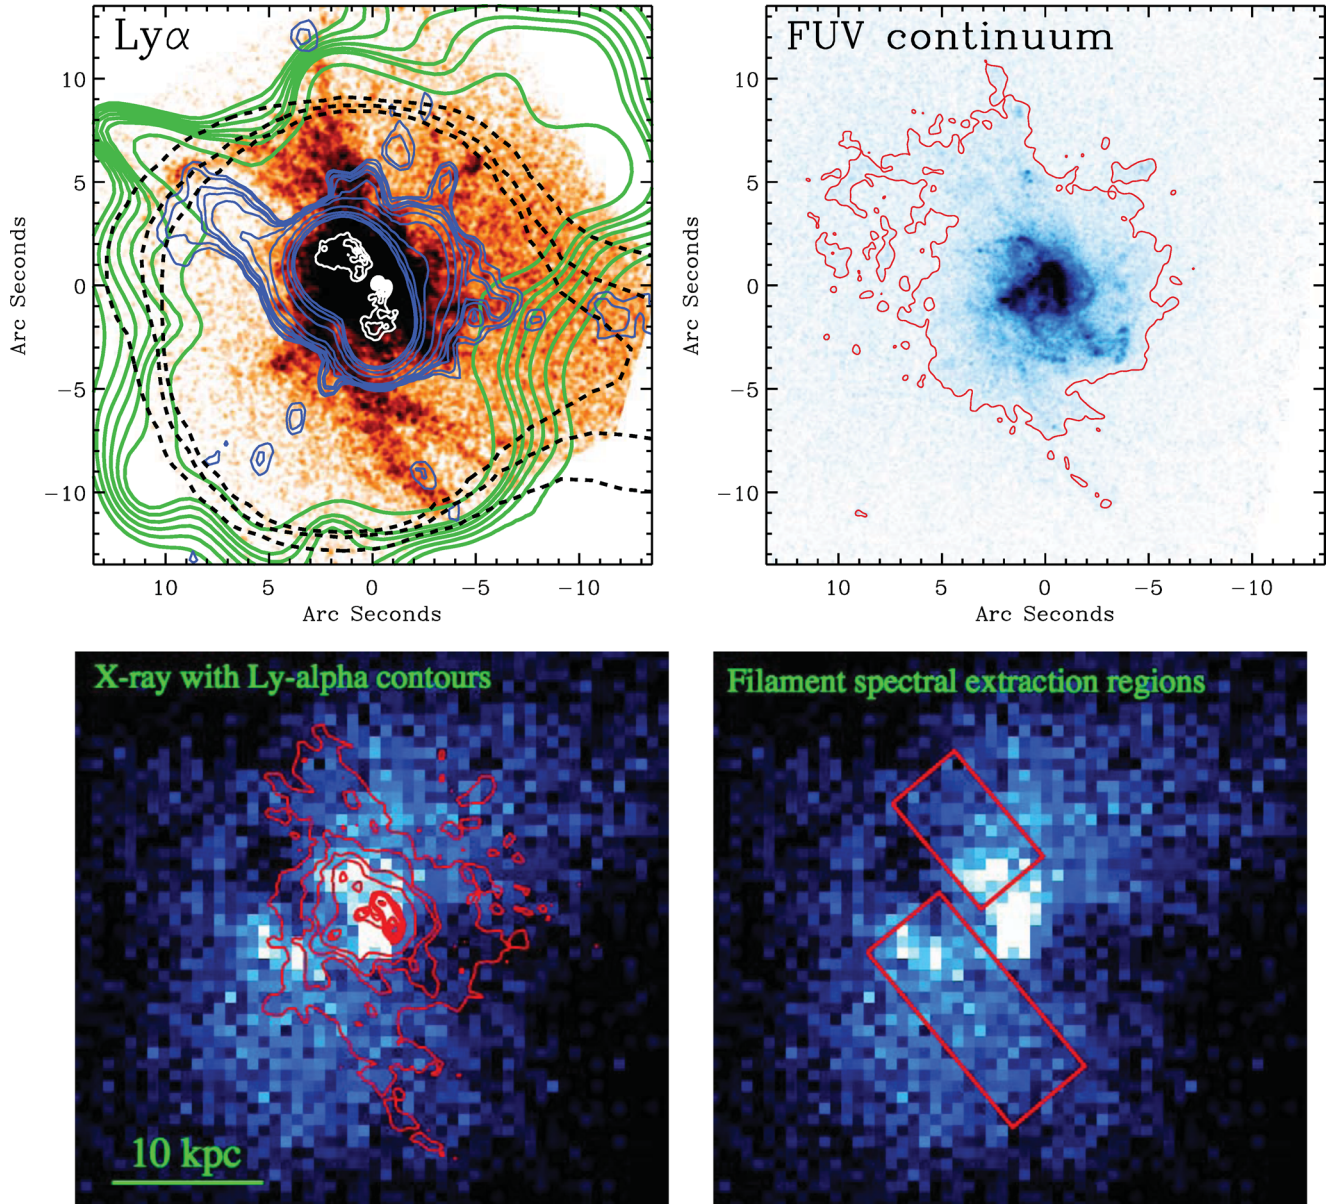 Lyα
FUV continuum
10
5
0
−5
−10
Arc Seconds
10
5
0
−5
−10
Arc Seconds
10
5
0
−5
−10
Arc Seconds
10
5
0
−5
−10
Arc Seconds
X-ray with Ly-alpha contours
Filament spectral extraction regions
10 kpc